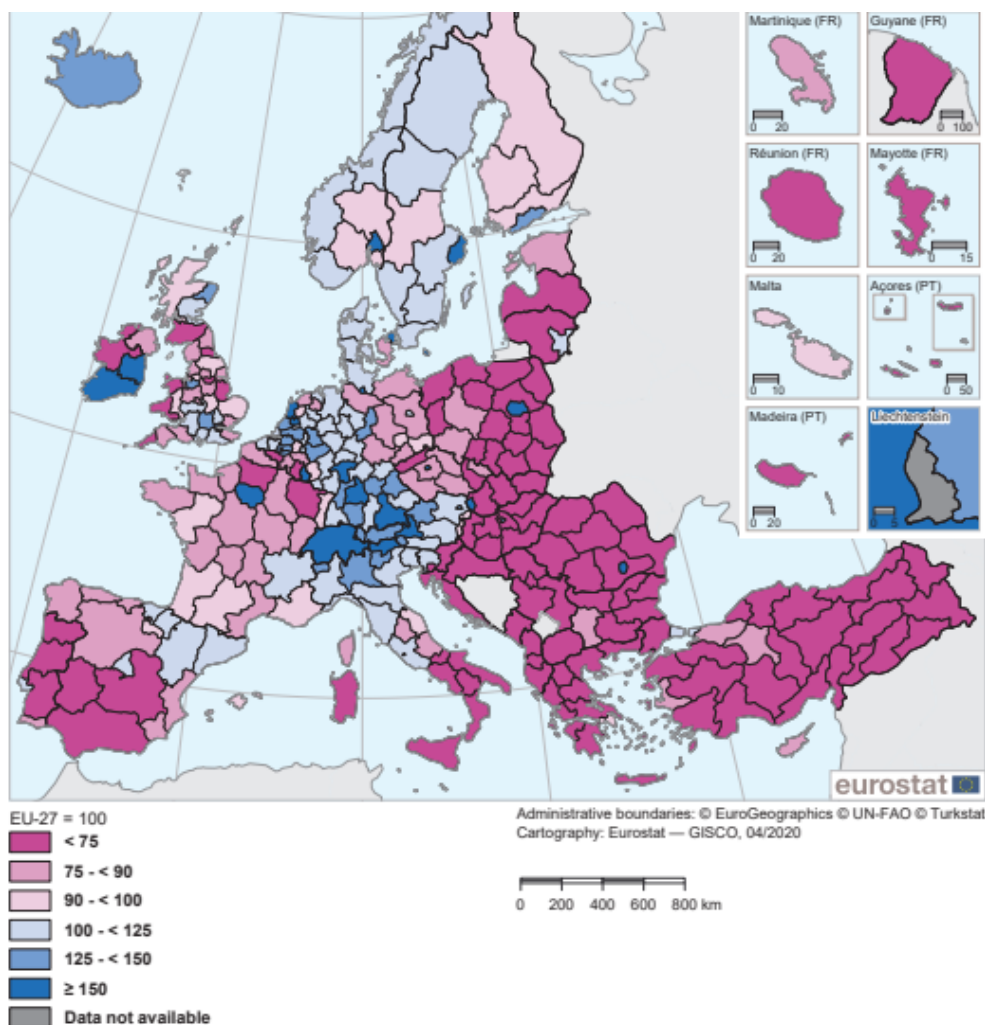 Martinique (FR)
0 20
Guyane (FR)
0 100
Réunion (FR)
0 20
Mayotte (FR)
0 15
Malta
0 10
Açores (PT)
0 50
Madeira (PT)
0 20
Liechtenstein
0 5
eurostat
EU-27 = 100
< 75
75 - < 90
90 - < 100
100 - < 125
125 - < 150
≥ 150
Data not available
Administrative boundaries: © EuroGeographics © UN-FAO © Turkstat
Cartography: Eurostat — GISCO, 04/2020
0 200 400 600 800 km